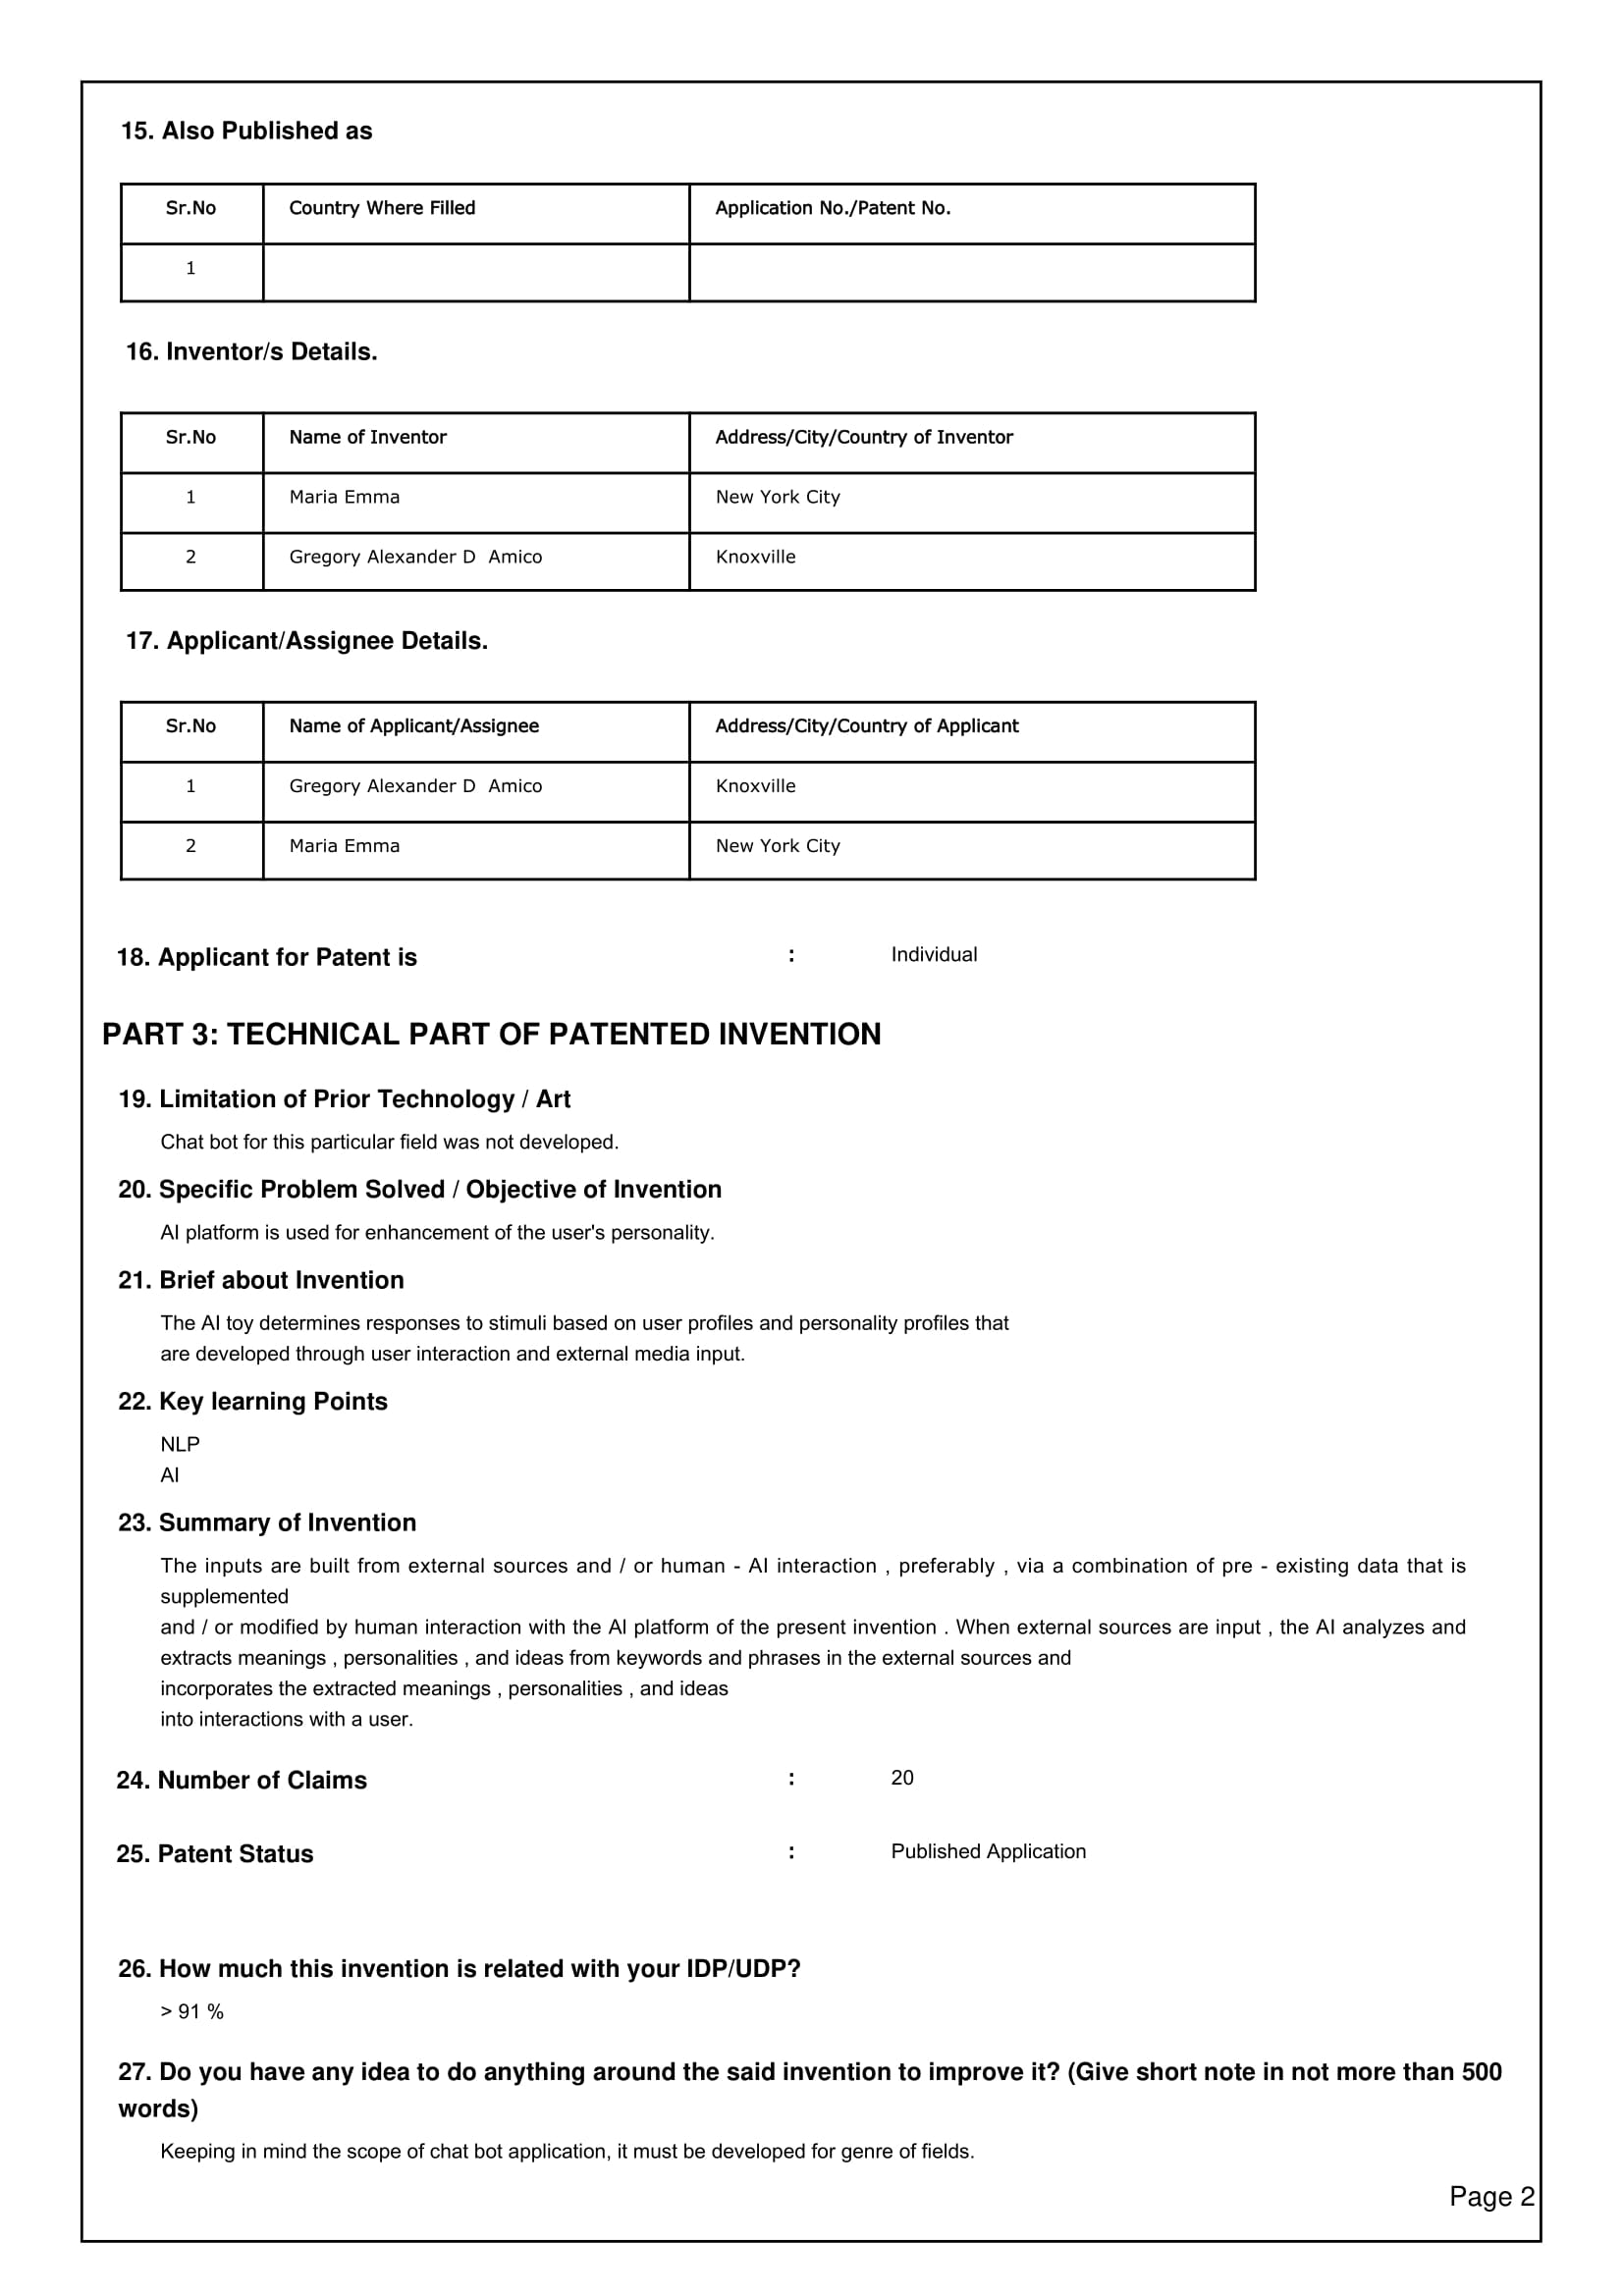 15. Also Published as
Sr.No Country Where Filled Application No./Patent No.
1
16. Inventor/s Details.
Sr.No Name of Inventor Address/City/Country of Inventor
1 Maria Emma New York City
2 Gregory Alexander D  Amico Knoxville
17. Applicant/Assignee Details.
Sr.No Name of Applicant/Assignee Address/City/Country of Applicant
1 Gregory Alexander D  Amico Knoxville
2 Maria Emma New York City
18. Applicant for Patent is : Individual
PART 3: TECHNICAL PART OF PATENTED INVENTION
19. Limitation of Prior Technology / Art
Chat bot for this particular field was not developed.
20. Specific Problem Solved / Objective of Invention
AI platform is used for enhancement of the user's personality.
21. Brief about Invention
The AI toy determines responses to stimuli based on user profiles and personality profiles that
are developed through user interaction and external media input.
22. Key learning Points
NLP
AI
23. Summary of Invention
The inputs are built from external sources and / or human - AI interaction , preferably , via a combination of pre - existing data that is
supplemented
and / or modified by human interaction with the AI platform of the present invention . When external sources are input , the AI analyzes and
extracts meanings , personalities , and ideas from keywords and phrases in the external sources and
incorporates the extracted meanings , personalities , and ideas
into interactions with a user.
24. Number of Claims : 20
25. Patent Status : Published Application
26. How much this invention is related with your IDP/UDP?
> 91 %
27. Do you have any idea to do anything around the said invention to improve it? (Give short note in not more than 500
words)
Keeping in mind the scope of chat bot application, it must be developed for genre of fields.
Page 2